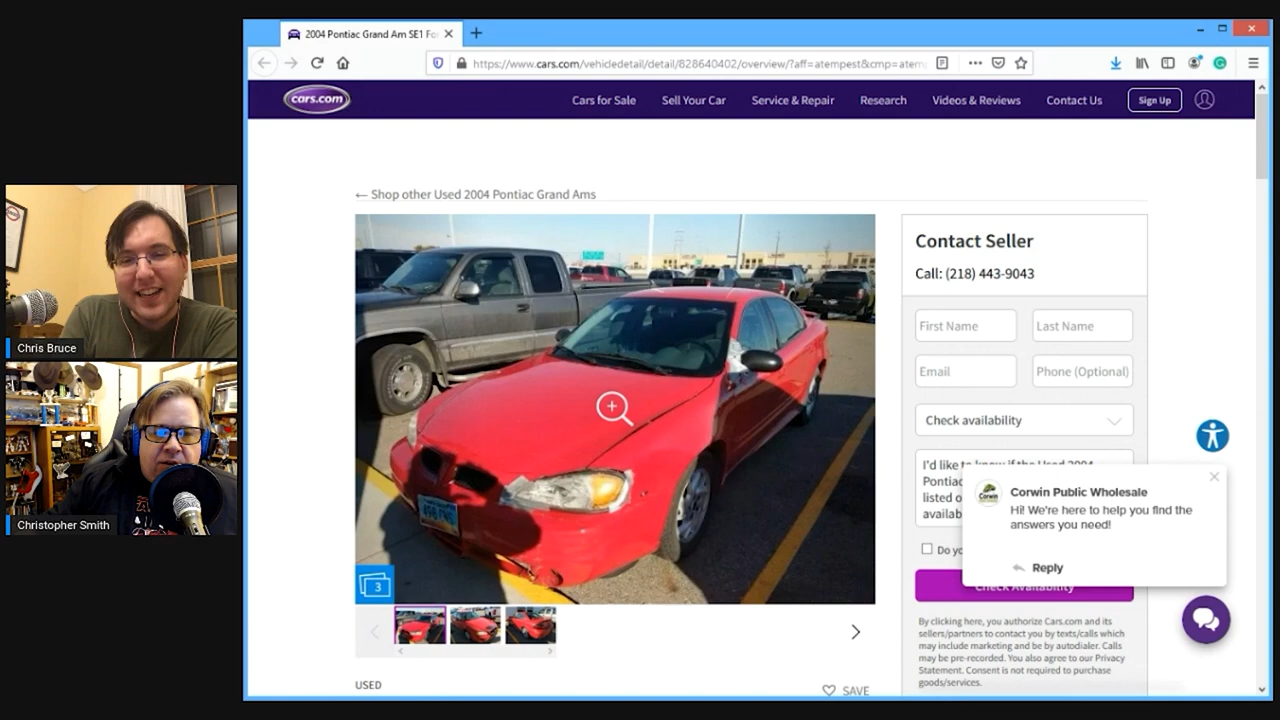 2004 Pontiac Grand Am SE1 Fo
https://www.cars.com/vehicledetail/detail/828640402/overview/?aff=atempest&cmp=atem
cars.com
Cars for Sale
Sell Your Car
Service & Repair
Research
Videos & Reviews
Contact Us
Sign Up
← Shop other Used 2004 Pontiac Grand Ams
Contact Seller
Call: (218) 443-9043
First Name
Last Name
Email
Phone (Optional)
Check availability
I'd like to know if the Used 2004
Pontiac
listed o
availab
Corwin Public Wholesale
Hi! We're here to help you find the
answers you need!
Reply
Do yo
Check Availability
By clicking here, you authorize Cars.com and its
sellers/partners to contact you by texts/calls which
may include marketing and be by autodialer. Calls
may be pre-recorded. You also agree to our Privacy
Statement. Consent is not required to purchase
goods/services.
3
USED
SAVE
Chris Bruce
Christopher Smith